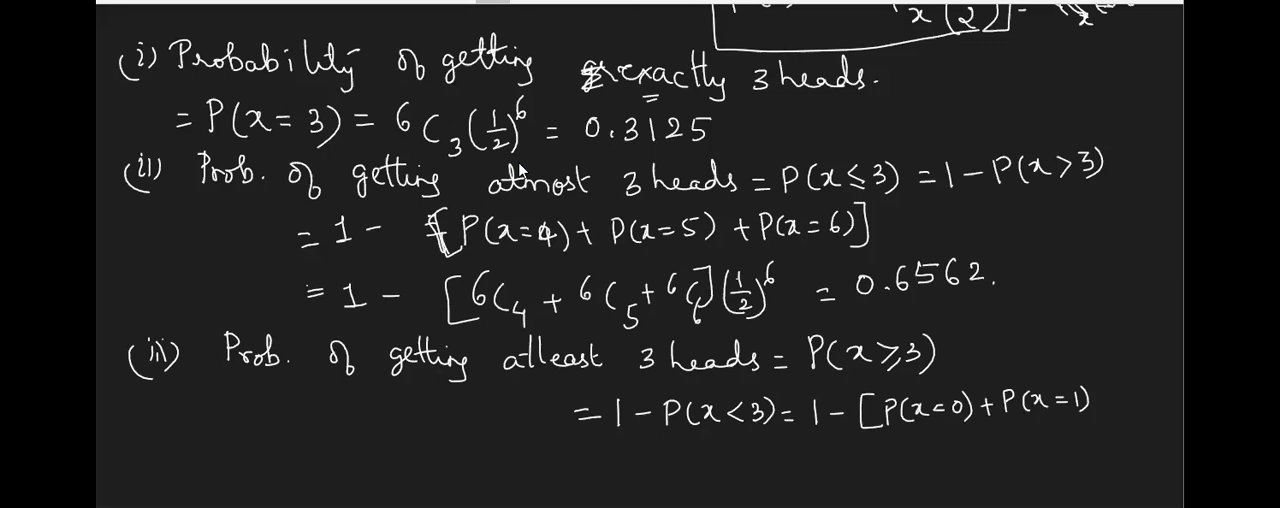 x (2)
(i) Probability of getting exactly 3 heads.
= P(x = 3) = 6C₃(1/2)⁶ = 0.3125
(ii) Prob. of getting atmost 3 heads = P(x ≤ 3) = 1 - P(x > 3)
= 1 - [P(x=4) + P(x=5) + P(x=6)]
= 1 - [6C₄ + 6C₅ + 6C₆](1/2)⁶ = 0.6562.
(iii) Prob. of getting atleast 3 heads = P(x ≥ 3)
= 1 - P(x < 3) = 1 - [P(x=0) + P(x=1)